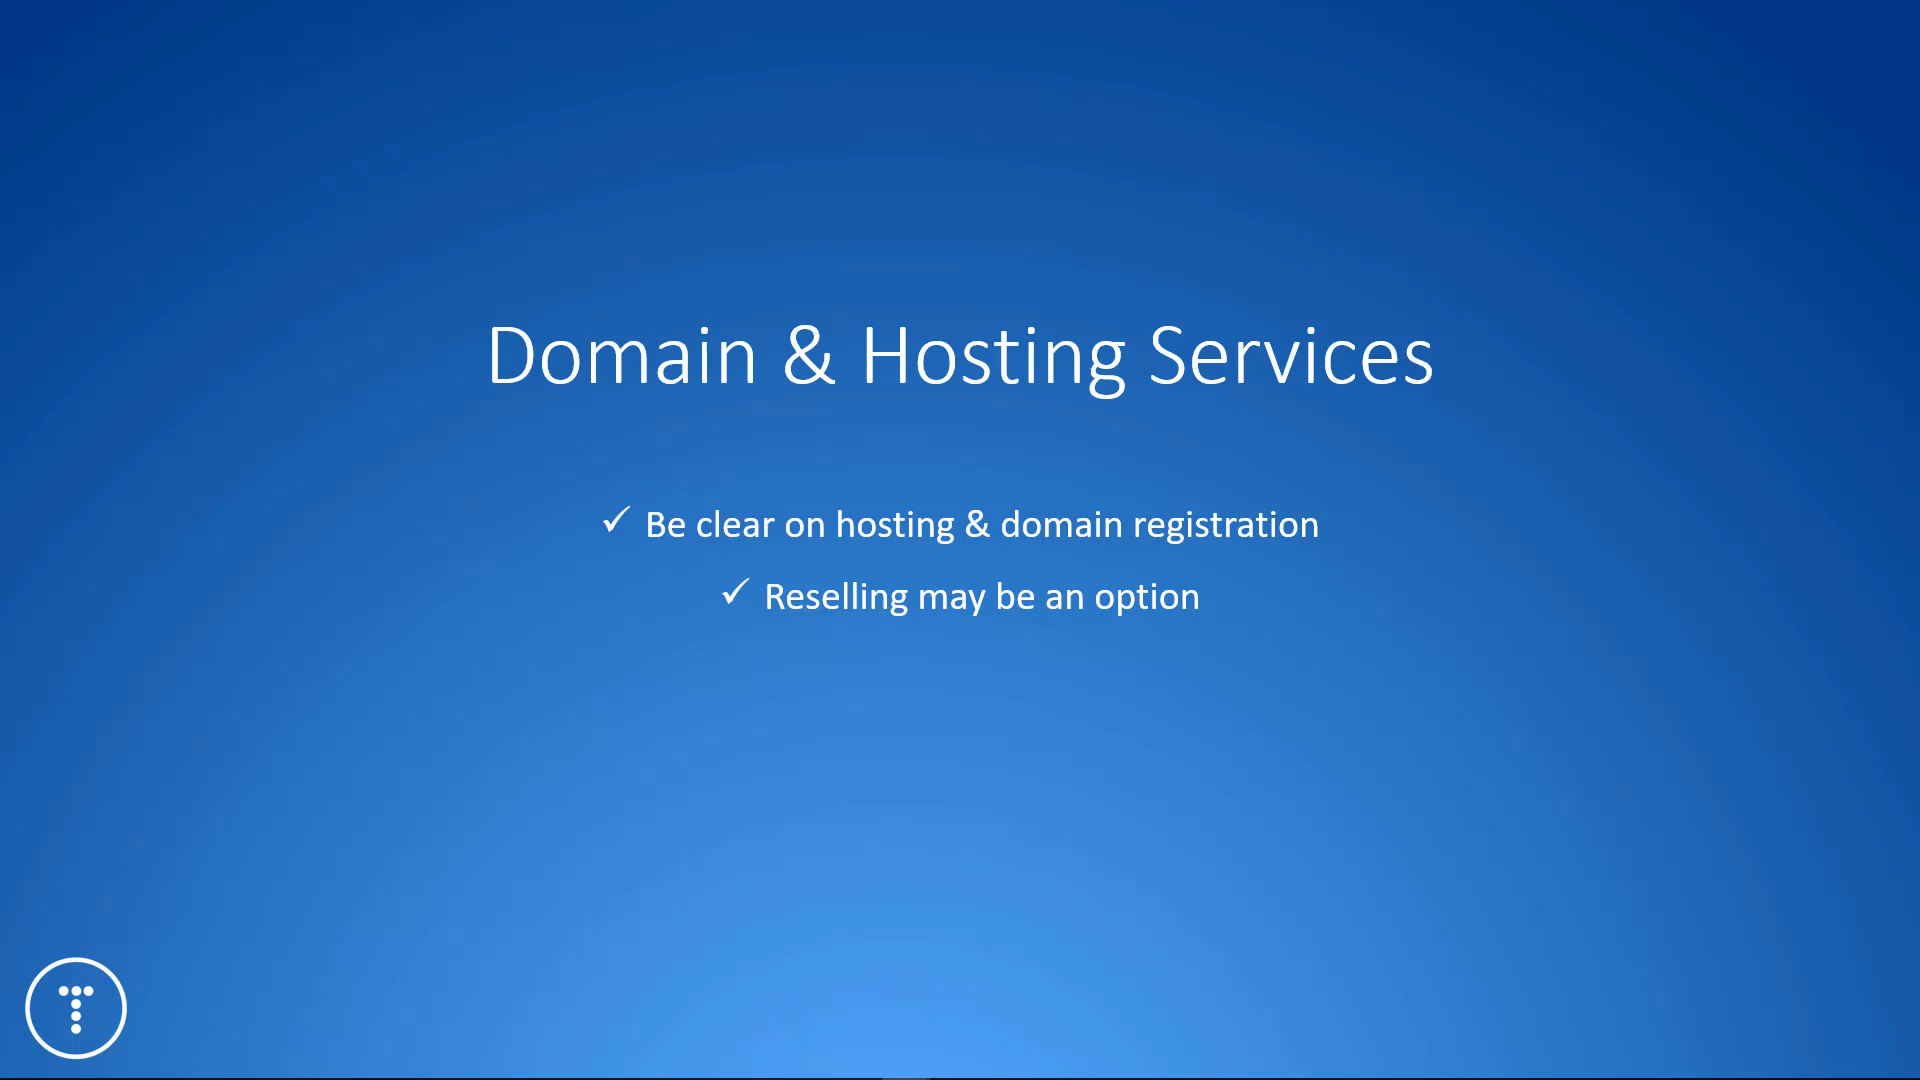 Domain & Hosting Services
✓ Be clear on hosting & domain registration
✓ Reselling may be an option
T